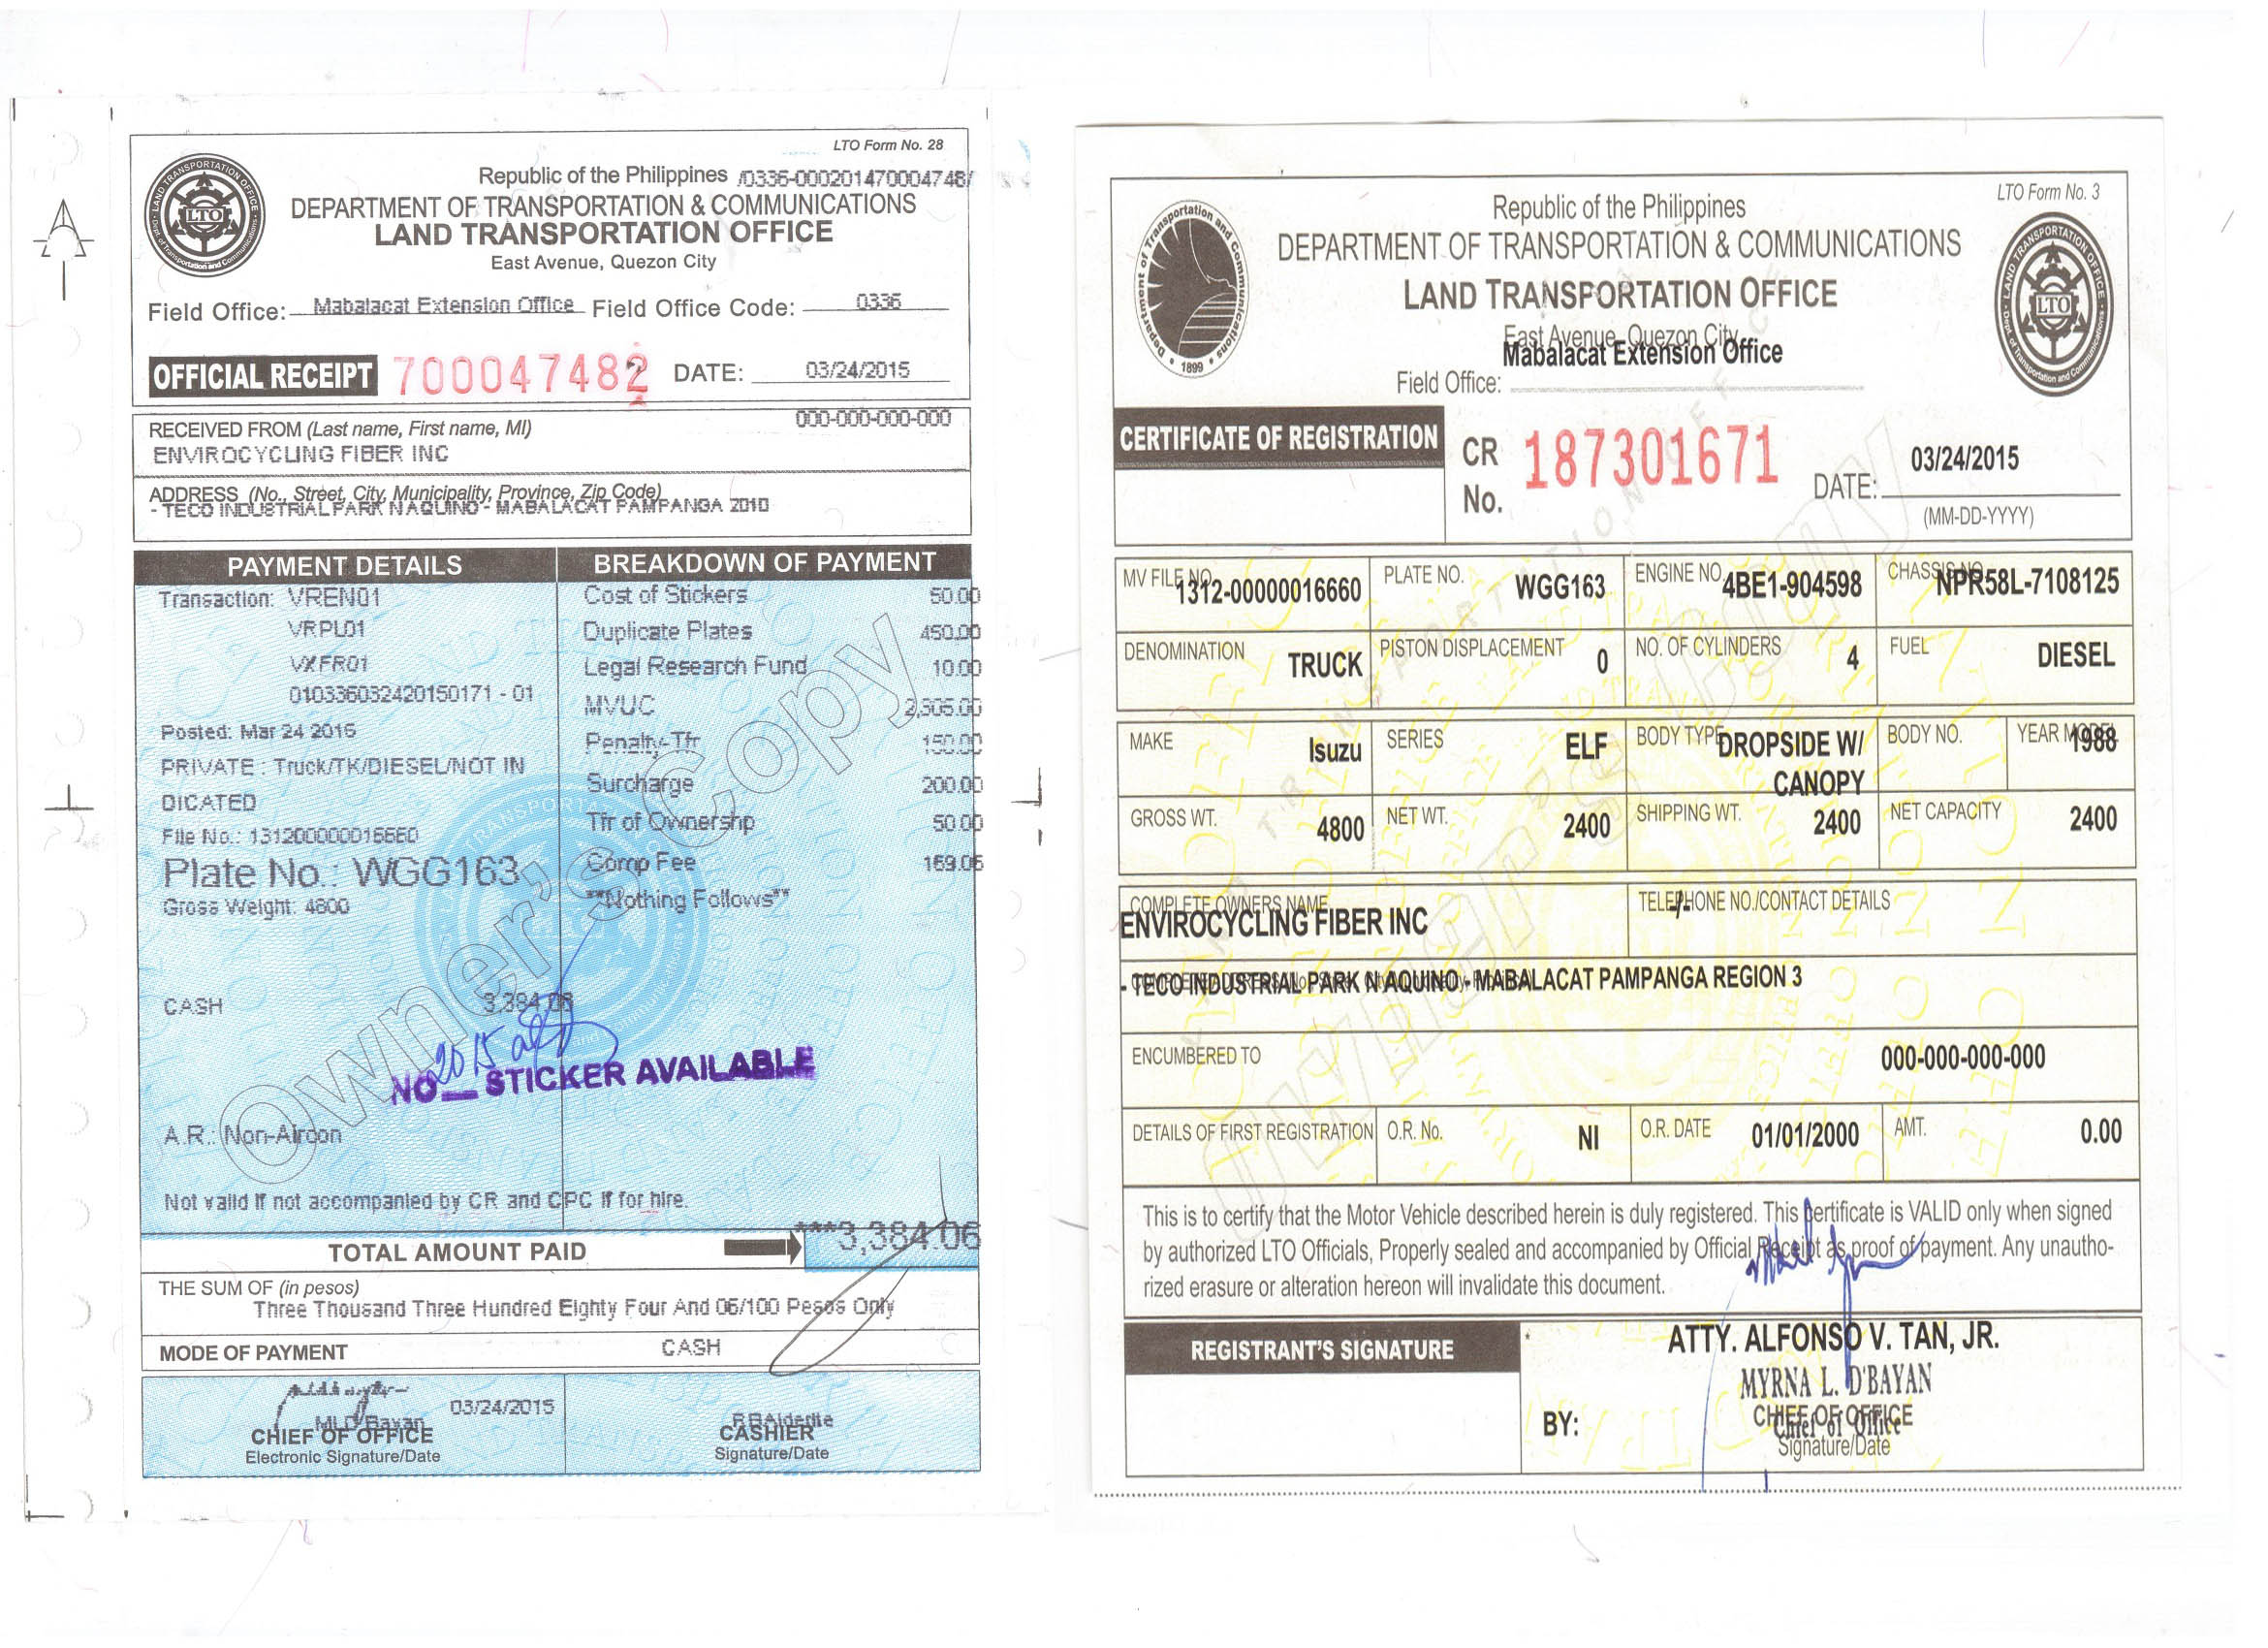 LTO Form No. 28
Republic of the Philippines /0336-000201470004748/
DEPARTMENT OF TRANSPORTATION & COMMUNICATIONS
LAND TRANSPORTATION OFFICE
East Avenue, Quezon City
Field Office: Mabalacat Extension Office Field Office Code: 0336
OFFICIAL RECEIPT 700047482 DATE: 03/24/2015
000-000-000-000
RECEIVED FROM (Last name, First name, MI)
ENVIROCYCLING FIBER INC
ADDRESS (No., Street, City, Municipality, Province, Zip Code)
- TECO INDUSTRIAL PARK N AQUINO - MABALACAT PAMPANGA 2010
PAYMENT DETAILS BREAKDOWN OF PAYMENT
Transaction: VREN01 Cost of Stickers 50.00
VRPL01 Duplicate Plates 450.00
VXFR01 Legal Research Fund 10.00
010336032420150171 - 01 MVUC 2,305.00
Posted: Mar 24 2015 Penalty-Tfr 150.00
PRIVATE : Truck/TK/DIESEL/NOT IN Surcharge 200.00
DICATED Tfr of Ownershp 50.00
File No.: 131200000016660
Plate No.: WGG163 Comp Fee 169.06
Gross Weight: 4800 **Nothing Follows**
CASH 3,384.06
2015
NO STICKER AVAILABLE
A.R.: Non-Aircon
Owner's Copy
Not valid if not accompanied by CR and CPC if for hire.
TOTAL AMOUNT PAID ***3,384.06
THE SUM OF (in pesos)
Three Thousand Three Hundred Eighty Four And 06/100 Pesos Only
MODE OF PAYMENT CASH
MLD'Bayan 03/24/2015
CHIEF OF OFFICE CASHIER
Electronic Signature/Date Signature/Date
LTO Form No. 3
Republic of the Philippines
DEPARTMENT OF TRANSPORTATION & COMMUNICATIONS
LAND TRANSPORTATION OFFICE
East Avenue, Quezon City
Mabalacat Extension Office
Field Office:
CERTIFICATE OF REGISTRATION CR No. 187301671 DATE: 03/24/2015
(MM-DD-YYYY)
MV FILE NO. 1312-00000016660 PLATE NO. WGG163 ENGINE NO. 4BE1-904598 CHASSIS NO. NPR58L-7108125
DENOMINATION TRUCK PISTON DISPLACEMENT 0 NO. OF CYLINDERS 4 FUEL DIESEL
MAKE Isuzu SERIES ELF BODY TYPE DROPSIDE W/ CANOPY BODY NO. YEAR MODEL 1988
GROSS WT. 4800 NET WT. 2400 SHIPPING WT. 2400 NET CAPACITY 2400
COMPLETE OWNERS NAME TELEPHONE NO./CONTACT DETAILS
ENVIROCYCLING FIBER INC -/-
- TECO INDUSTRIAL PARK N AQUINO - MABALACAT PAMPANGA REGION 3
ENCUMBERED TO 000-000-000-000
DETAILS OF FIRST REGISTRATION O.R. No. NI O.R. DATE 01/01/2000 AMT. 0.00
Owner's Copy
This is to certify that the Motor Vehicle described herein is duly registered. This certificate is VALID only when signed
by authorized LTO Officials, Properly sealed and accompanied by Official Receipt as proof of payment. Any unautho-
rized erasure or alteration hereon will invalidate this document.
REGISTRANT'S SIGNATURE ATTY. ALFONSO V. TAN, JR.
MYRNA L. D'BAYAN
BY: CHIEF OF OFFICE
Chief of Office
Signature/Date